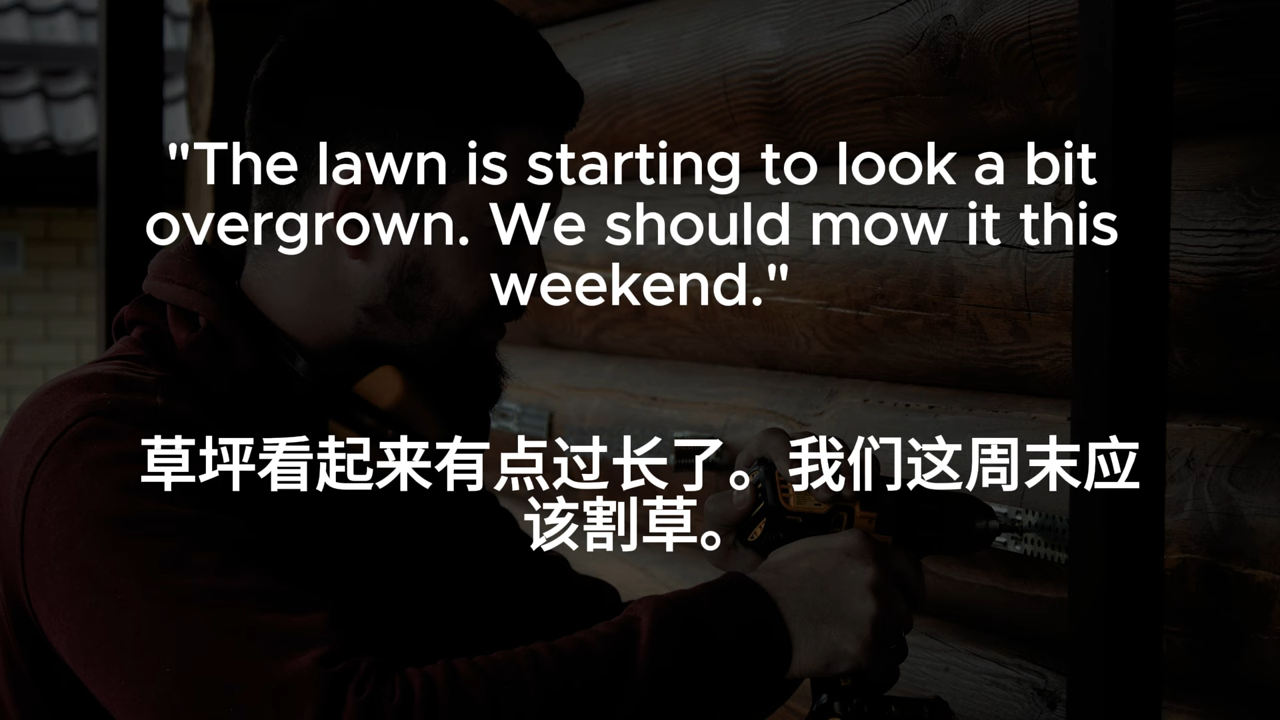 "The lawn is starting to look a bit
overgrown. We should mow it this
weekend."
草坪看起来有点过长了。我们这周末应
该割草。